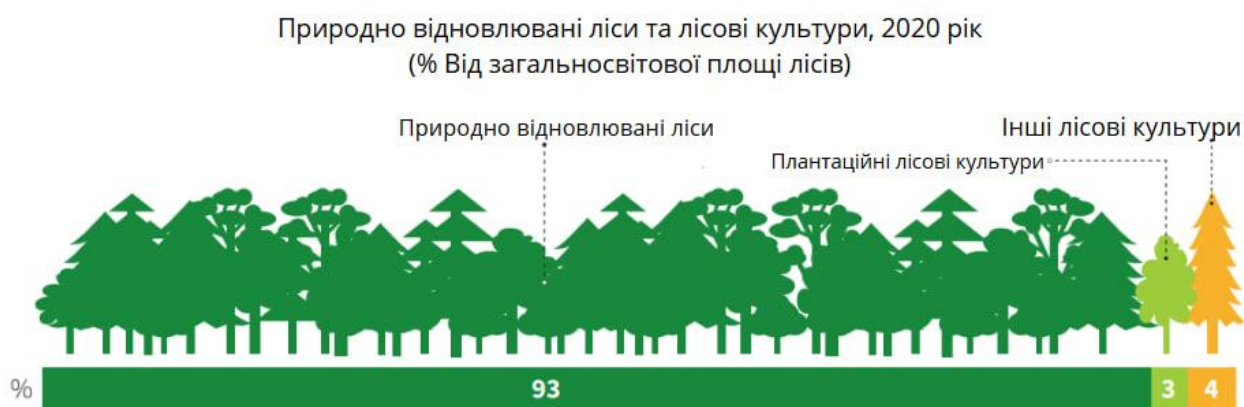 Природно відновлювані ліси та лісові культури, 2020 рік
(% Від загальносвітової площі лісів)
Природно відновлювані ліси
Інші лісові культури
Плантаційні лісові культури
%
93
3
4